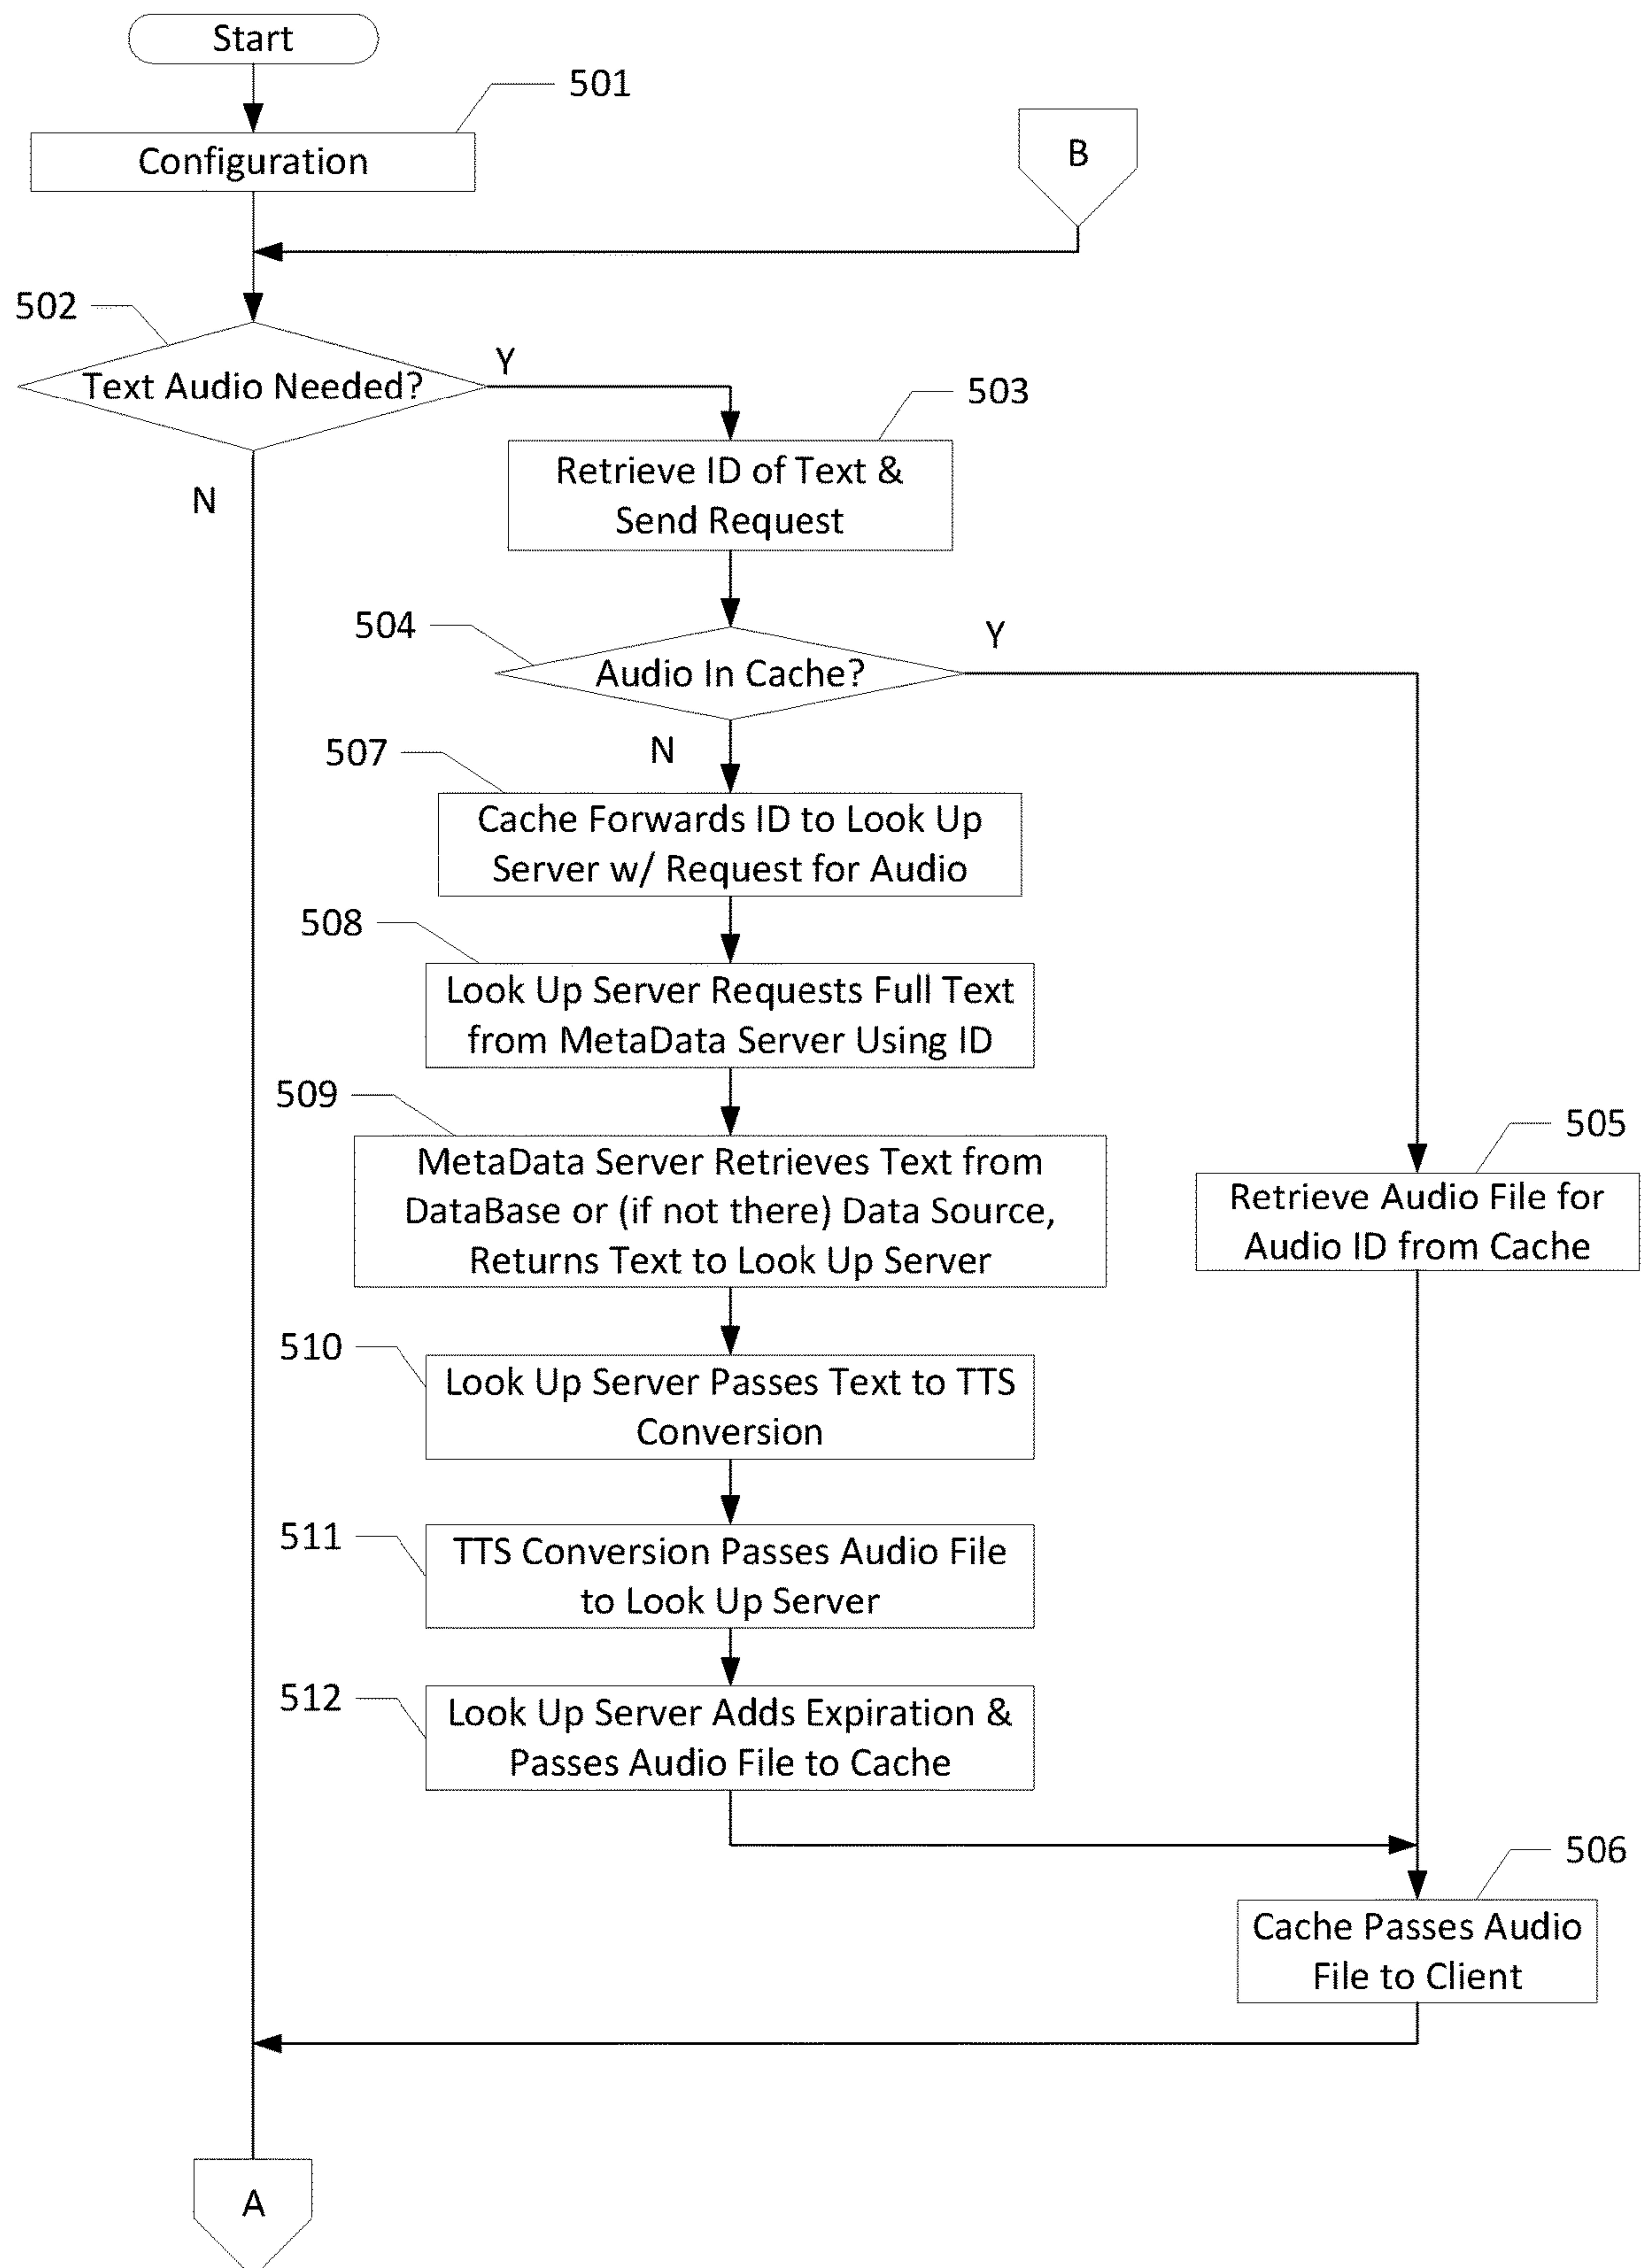 Start
501
Configuration
B
502
Text Audio Needed?
Y
N
503
Retrieve ID of Text &
Send Request
504
Audio In Cache?
Y
N
507
Cache Forwards ID to Look Up
Server w/ Request for Audio
508
Look Up Server Requests Full Text
from MetaData Server Using ID
509
MetaData Server Retrieves Text from
DataBase or (if not there) Data Source,
Returns Text to Look Up Server
505
Retrieve Audio File for
Audio ID from Cache
510
Look Up Server Passes Text to TTS
Conversion
511
TTS Conversion Passes Audio File
to Look Up Server
512
Look Up Server Adds Expiration &
Passes Audio File to Cache
506
Cache Passes Audio
File to Client
A